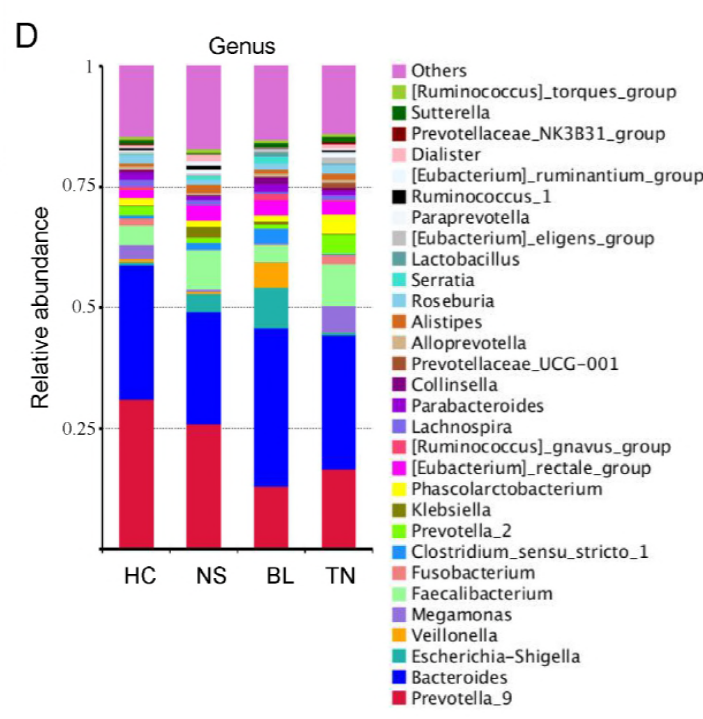 D
Genus
1
0.75
0.5
0.25
Relative abundance
HC NS BL TN
Others
[Ruminococcus]_torques_group
Sutterella
Prevotellaceae_NK3B31_group
Dialister
[Eubacterium]_ruminantium_group
Ruminococcus_1
Paraprevotella
[Eubacterium]_eligens_group
Lactobacillus
Serratia
Roseburia
Alistipes
Alloprevotella
Prevotellaceae_UCG-001
Collinsella
Parabacteroides
Lachnospira
[Ruminococcus]_gnavus_group
[Eubacterium]_rectale_group
Phascolarctobacterium
Klebsiella
Prevotella_2
Clostridium_sensu_stricto_1
Fusobacterium
Faecalibacterium
Megamonas
Veillonella
Escherichia-Shigella
Bacteroides
Prevotella_9